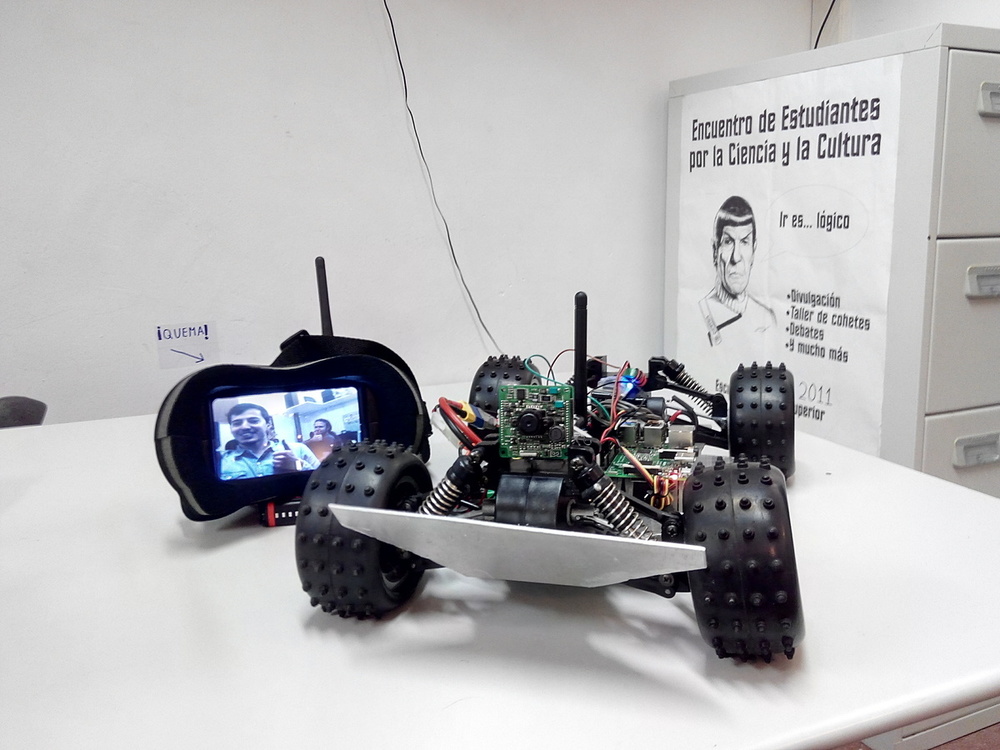 ¡QUEMA!
Encuentro de Estudiantes
por la Ciencia y la Cultura
Ir es... lógico
•Divulgación
•Taller de cohetes
•Debates
•Y mucho más
2011